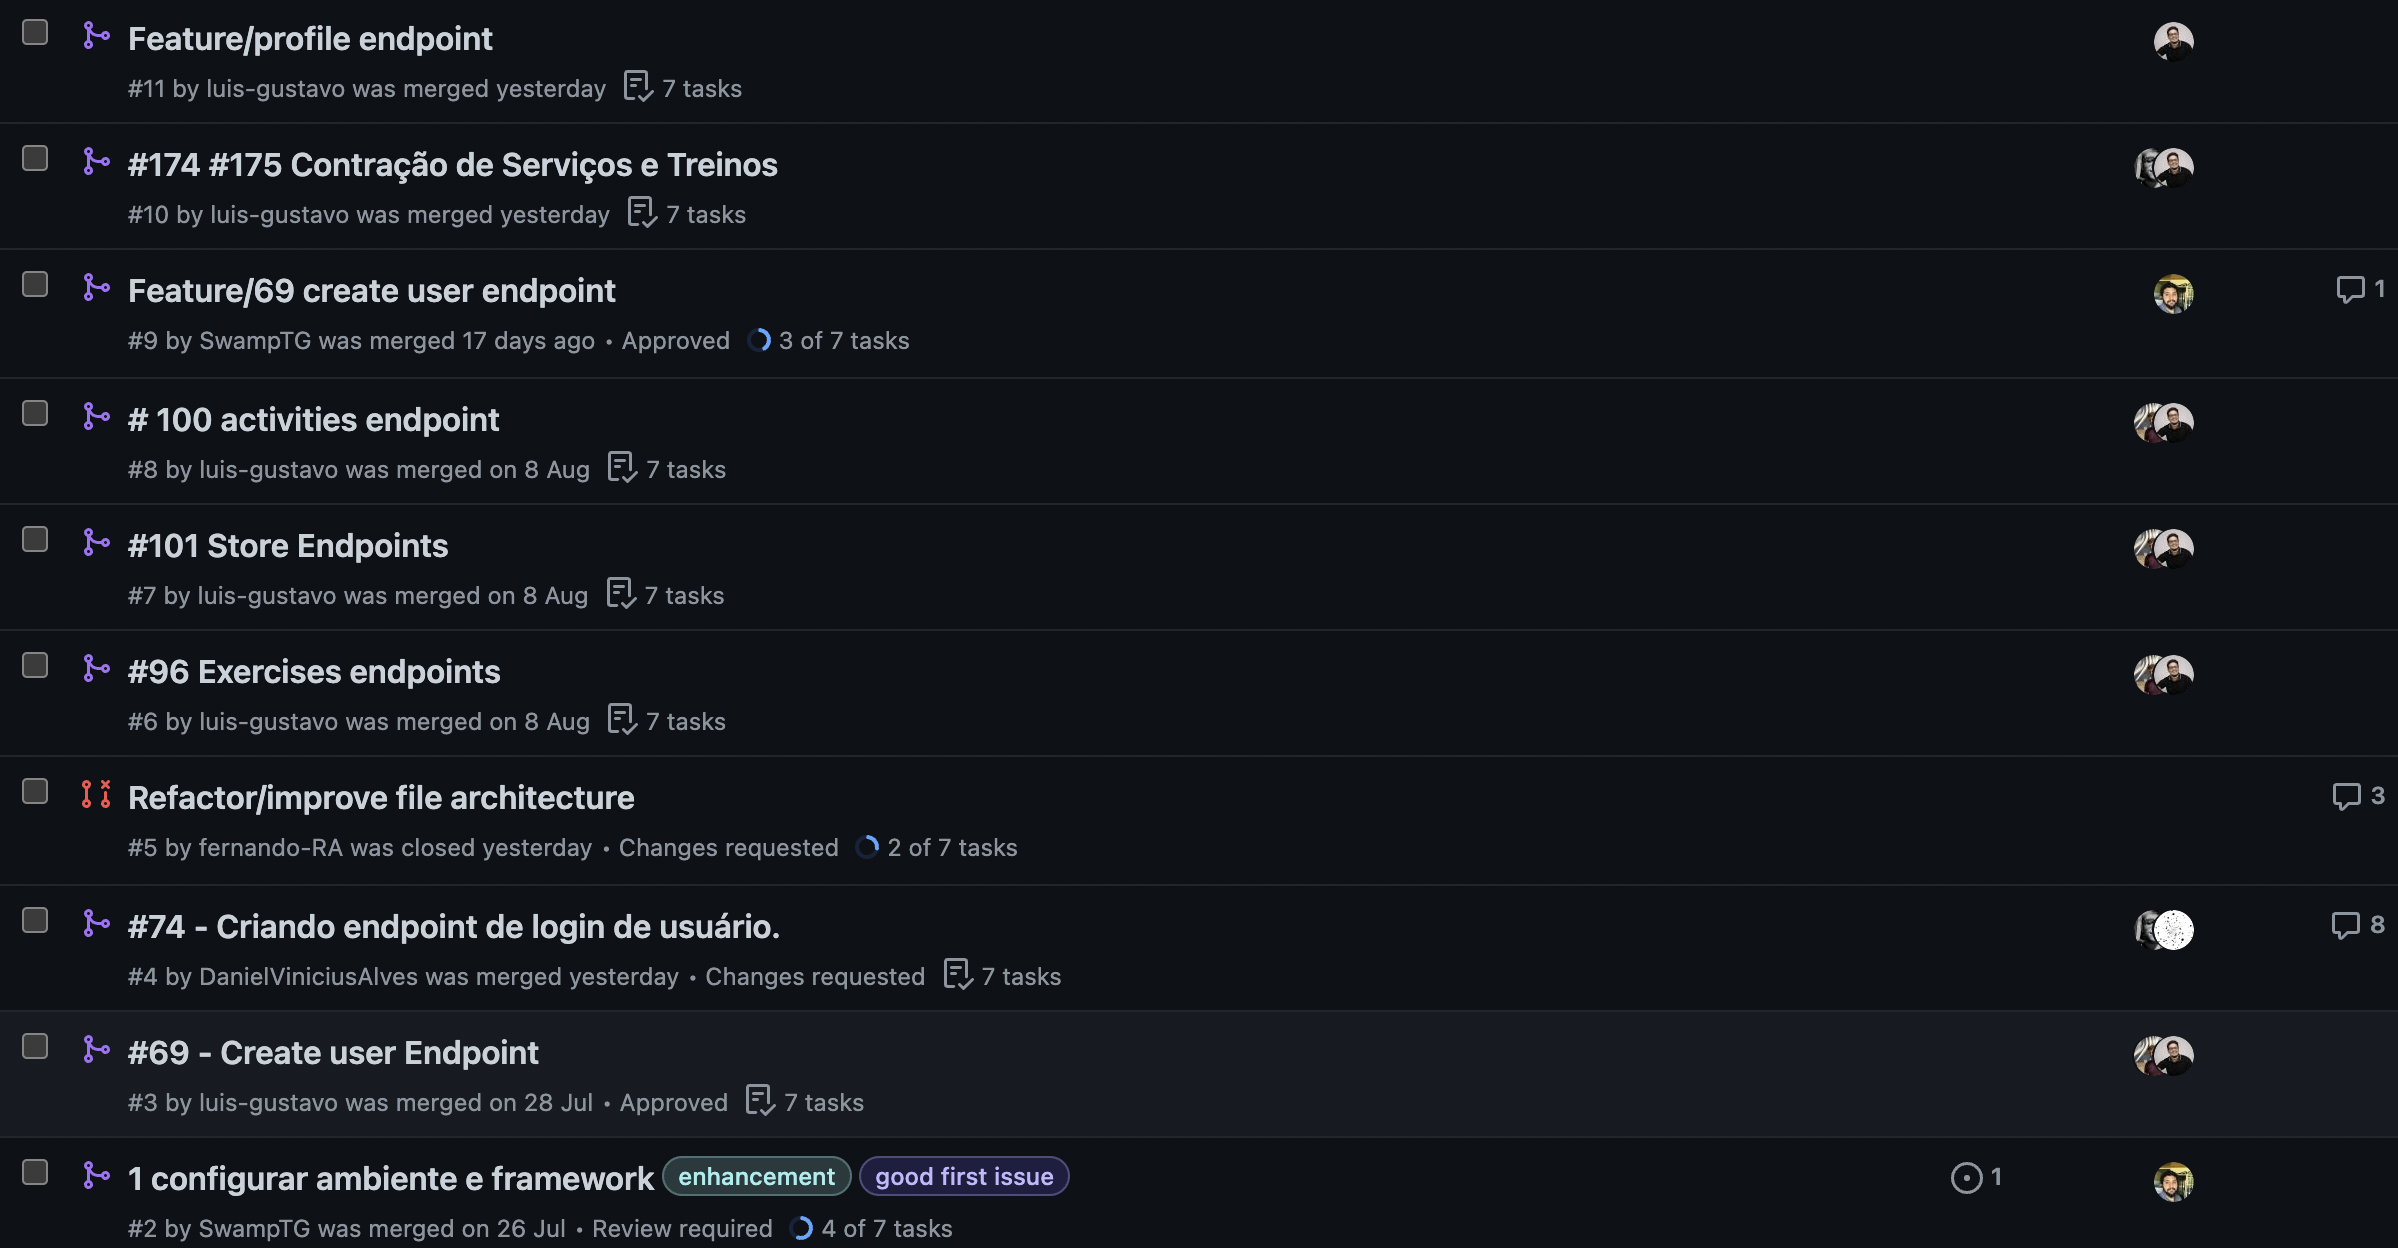 Feature/profile endpoint
#11 by luis-gustavo was merged yesterday 7 tasks
#174 #175 Contração de Serviços e Treinos
#10 by luis-gustavo was merged yesterday 7 tasks
Feature/69 create user endpoint
1
#9 by SwampTG was merged 17 days ago • Approved 3 of 7 tasks
# 100 activities endpoint
#8 by luis-gustavo was merged on 8 Aug 7 tasks
#101 Store Endpoints
#7 by luis-gustavo was merged on 8 Aug 7 tasks
#96 Exercises endpoints
#6 by luis-gustavo was merged on 8 Aug 7 tasks
Refactor/improve file architecture
3
#5 by fernando-RA was closed yesterday • Changes requested 2 of 7 tasks
#74 - Criando endpoint de login de usuário.
8
#4 by DanielViniciusAlves was merged yesterday • Changes requested 7 tasks
#69 - Create user Endpoint
#3 by luis-gustavo was merged on 28 Jul • Approved 7 tasks
1 configurar ambiente e framework enhancement good first issue
1
#2 by SwampTG was merged on 26 Jul • Review required 4 of 7 tasks